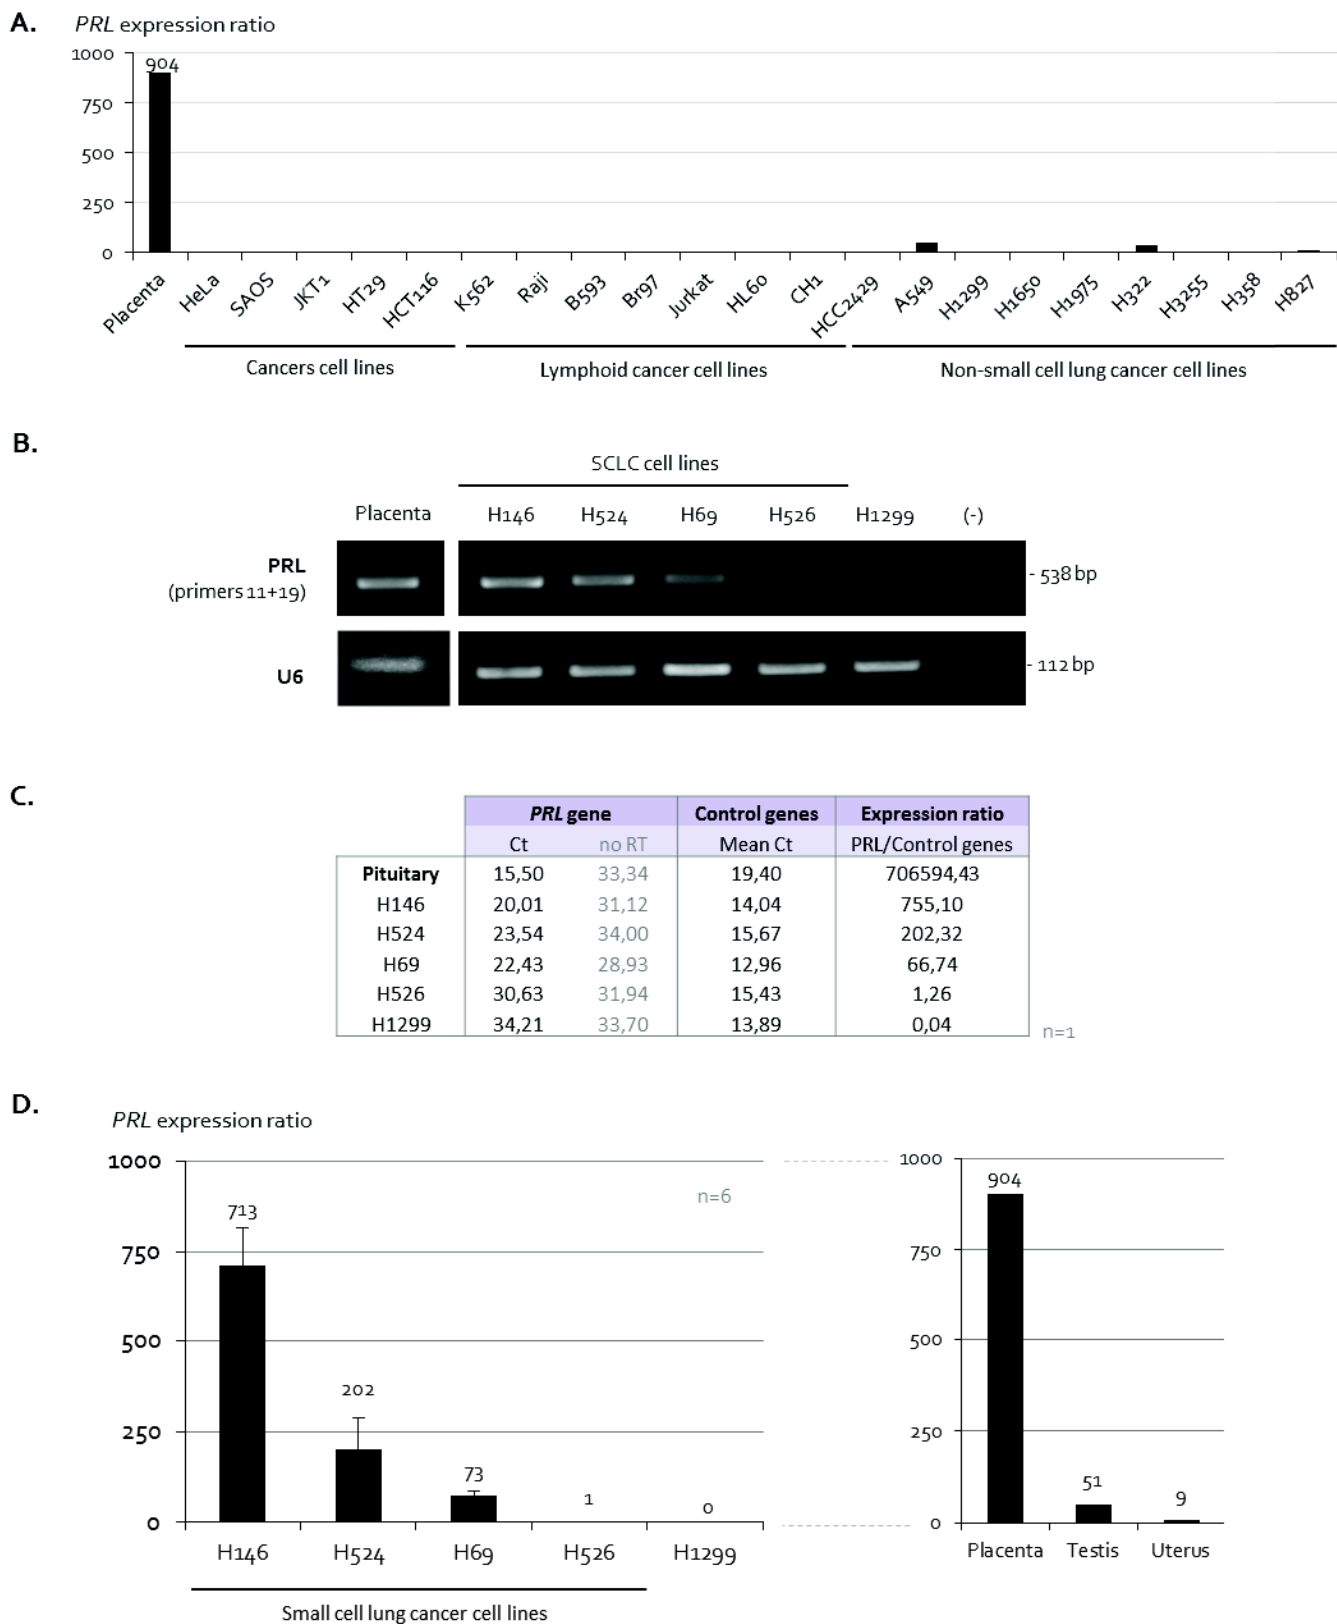 A.
PRL expression ratio
1000
904
750
500
250
0
Placenta HeLa SAOS JKT1 HT29 HCT116 K562 Raji B593 Br97 Jurkat HL60 CH1 HCC2429 A549 H1299 H1650 H1975 H322 H3255 H358 H827
Cancers cell lines Lymphoid cancer cell lines Non-small cell lung cancer cell lines
B.
SCLC cell lines
Placenta H146 H524 H69 H526 H1299 (-)
PRL
(primers 11+19)
- 538 bp
U6
- 112 bp
C.
PRL gene Control genes Expression ratio
Ct no RT Mean Ct PRL/Control genes
Pituitary 15,50 33,34 19,40 706594,43
H146 20,01 31,12 14,04 755,10
H524 23,54 34,00 15,67 202,32
H69 22,43 28,93 12,96 66,74
H526 30,63 31,94 15,43 1,26
H1299 34,21 33,70 13,89 0,04
n=1
D.
PRL expression ratio
1000
750
500
250
0
n=6
713
202
73
1
0
H146 H524 H69 H526 H1299
Small cell lung cancer cell lines
1000
750
500
250
0
904
51
9
Placenta Testis Uterus